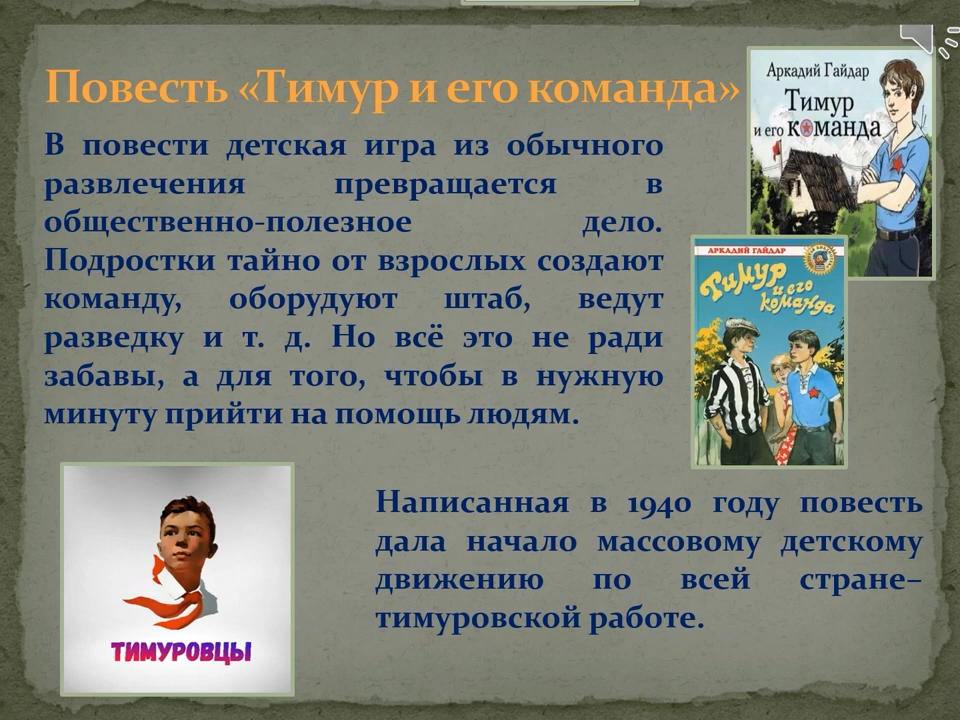 Повесть «Тимур и его команда»
В повести детская игра из обычного
развлечения превращается в
общественно-полезное дело.
Подростки тайно от взрослых создают
команду, оборудуют штаб, ведут
разведку и т. д. Но всё это не ради
забавы, а для того, чтобы в нужную
минуту прийти на помощь людям.
Аркадий Гайдар
Тимур
и его команда
АРКАДИЙ ГАЙДАР
Тимур
и его
команда
Написанная в 1940 году повесть
дала начало массовому детскому
движению по всей стране–
тимуровской работе.
ТИМУРОВЦЫ